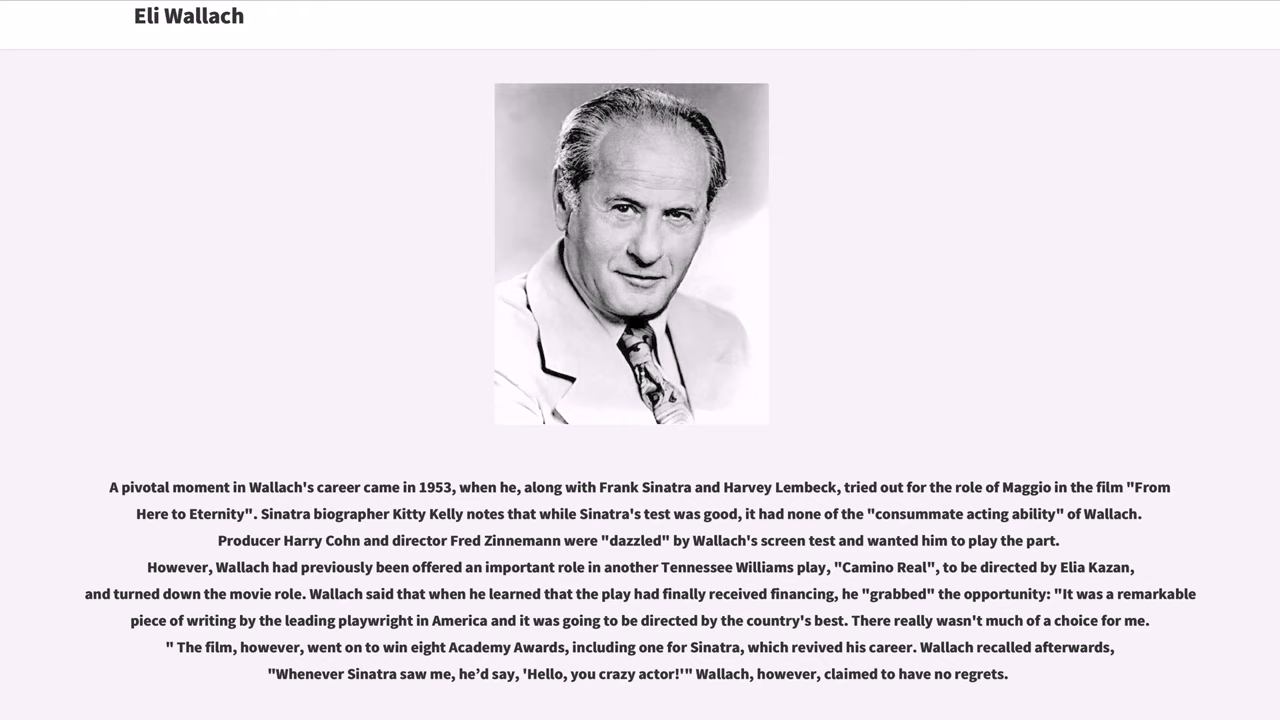 Eli Wallach
A pivotal moment in Wallach's career came in 1953, when he, along with Frank Sinatra and Harvey Lembeck, tried out for the role of Maggio in the film "From
Here to Eternity". Sinatra biographer Kitty Kelly notes that while Sinatra's test was good, it had none of the "consummate acting ability" of Wallach.
Producer Harry Cohn and director Fred Zinnemann were "dazzled" by Wallach's screen test and wanted him to play the part.
However, Wallach had previously been offered an important role in another Tennessee Williams play, "Camino Real", to be directed by Elia Kazan,
and turned down the movie role. Wallach said that when he learned that the play had finally received financing, he "grabbed" the opportunity: "It was a remarkable
piece of writing by the leading playwright in America and it was going to be directed by the country's best. There really wasn't much of a choice for me.
" The film, however, went on to win eight Academy Awards, including one for Sinatra, which revived his career. Wallach recalled afterwards,
"Whenever Sinatra saw me, he’d say, 'Hello, you crazy actor!'" Wallach, however, claimed to have no regrets.